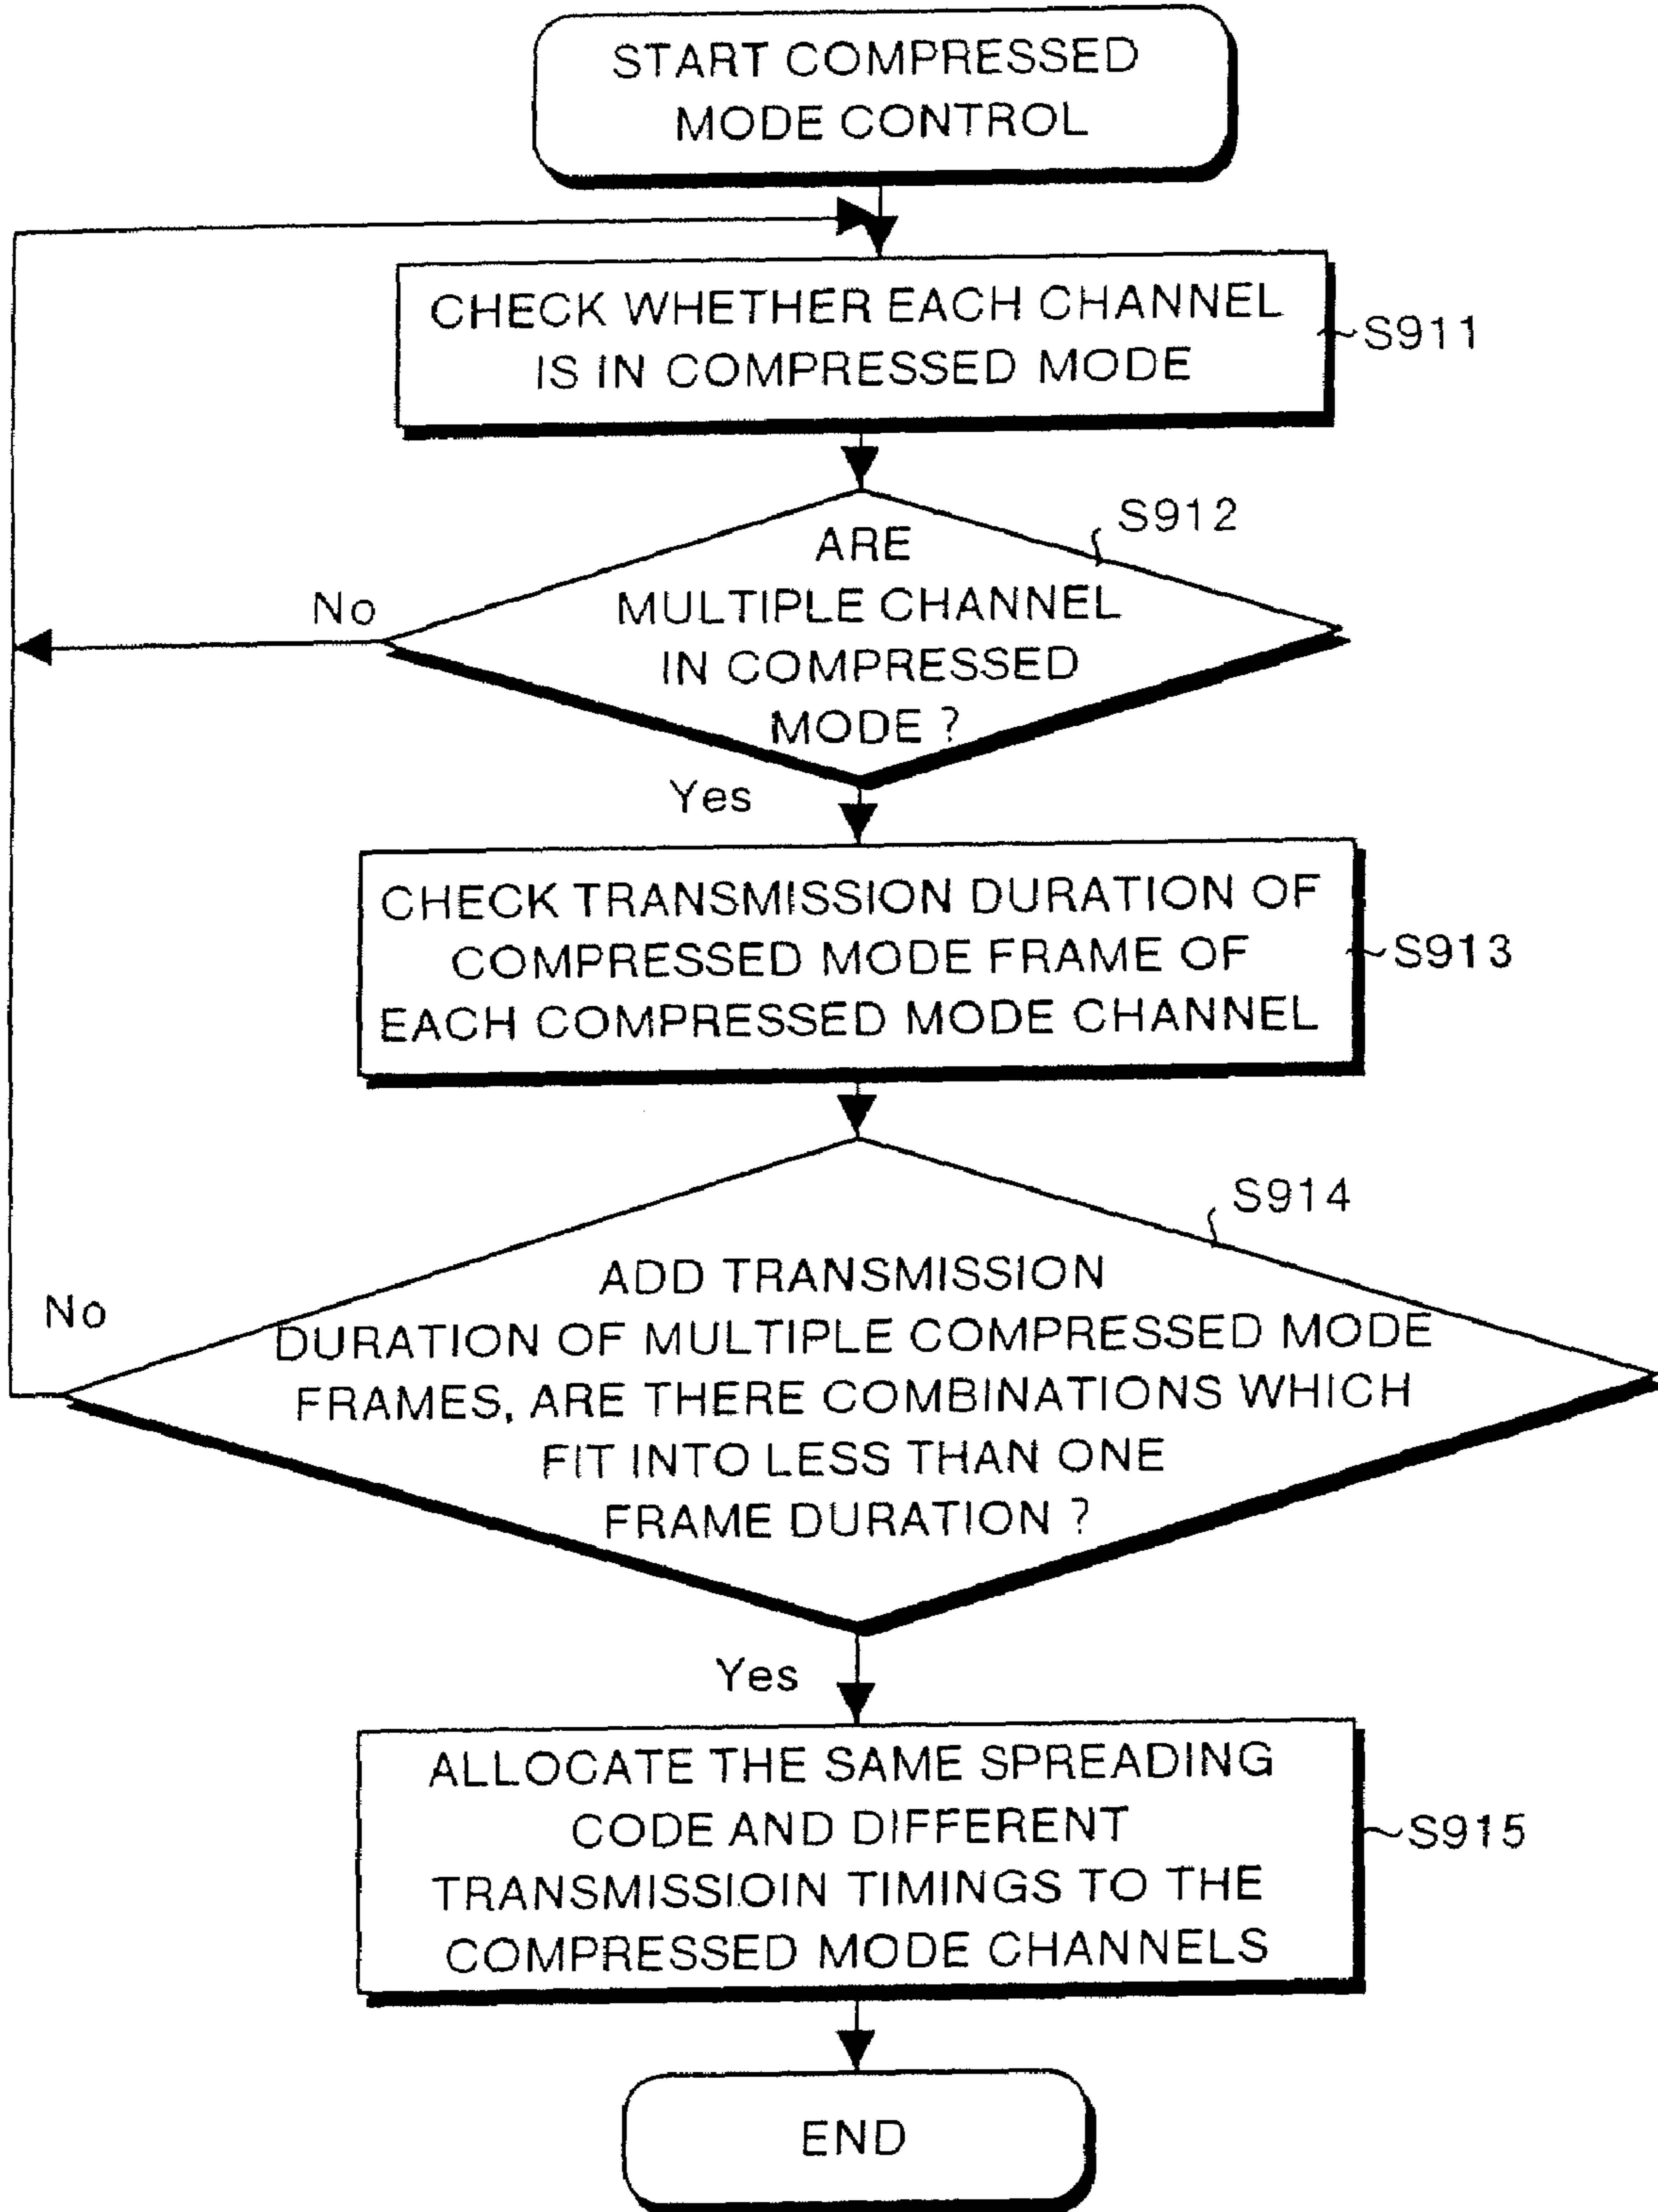 START COMPRESSED
MODE CONTROL
CHECK WHETHER EACH CHANNEL
IS IN COMPRESSED MODE
S911
S912
ARE
MULTIPLE CHANNEL
IN COMPRESSED
MODE ?
No
Yes
CHECK TRANSMISSION DURATION OF
COMPRESSED MODE FRAME OF
EACH COMPRESSED MODE CHANNEL
S913
S914
ADD TRANSMISSION
DURATION OF MULTIPLE COMPRESSED MODE
FRAMES, ARE THERE COMBINATIONS WHICH
FIT INTO LESS THAN ONE
FRAME DURATION ?
No
Yes
ALLOCATE THE SAME SPREADING
CODE AND DIFFERENT
TRANSMISSIOIN TIMINGS TO THE
COMPRESSED MODE CHANNELS
S915
END